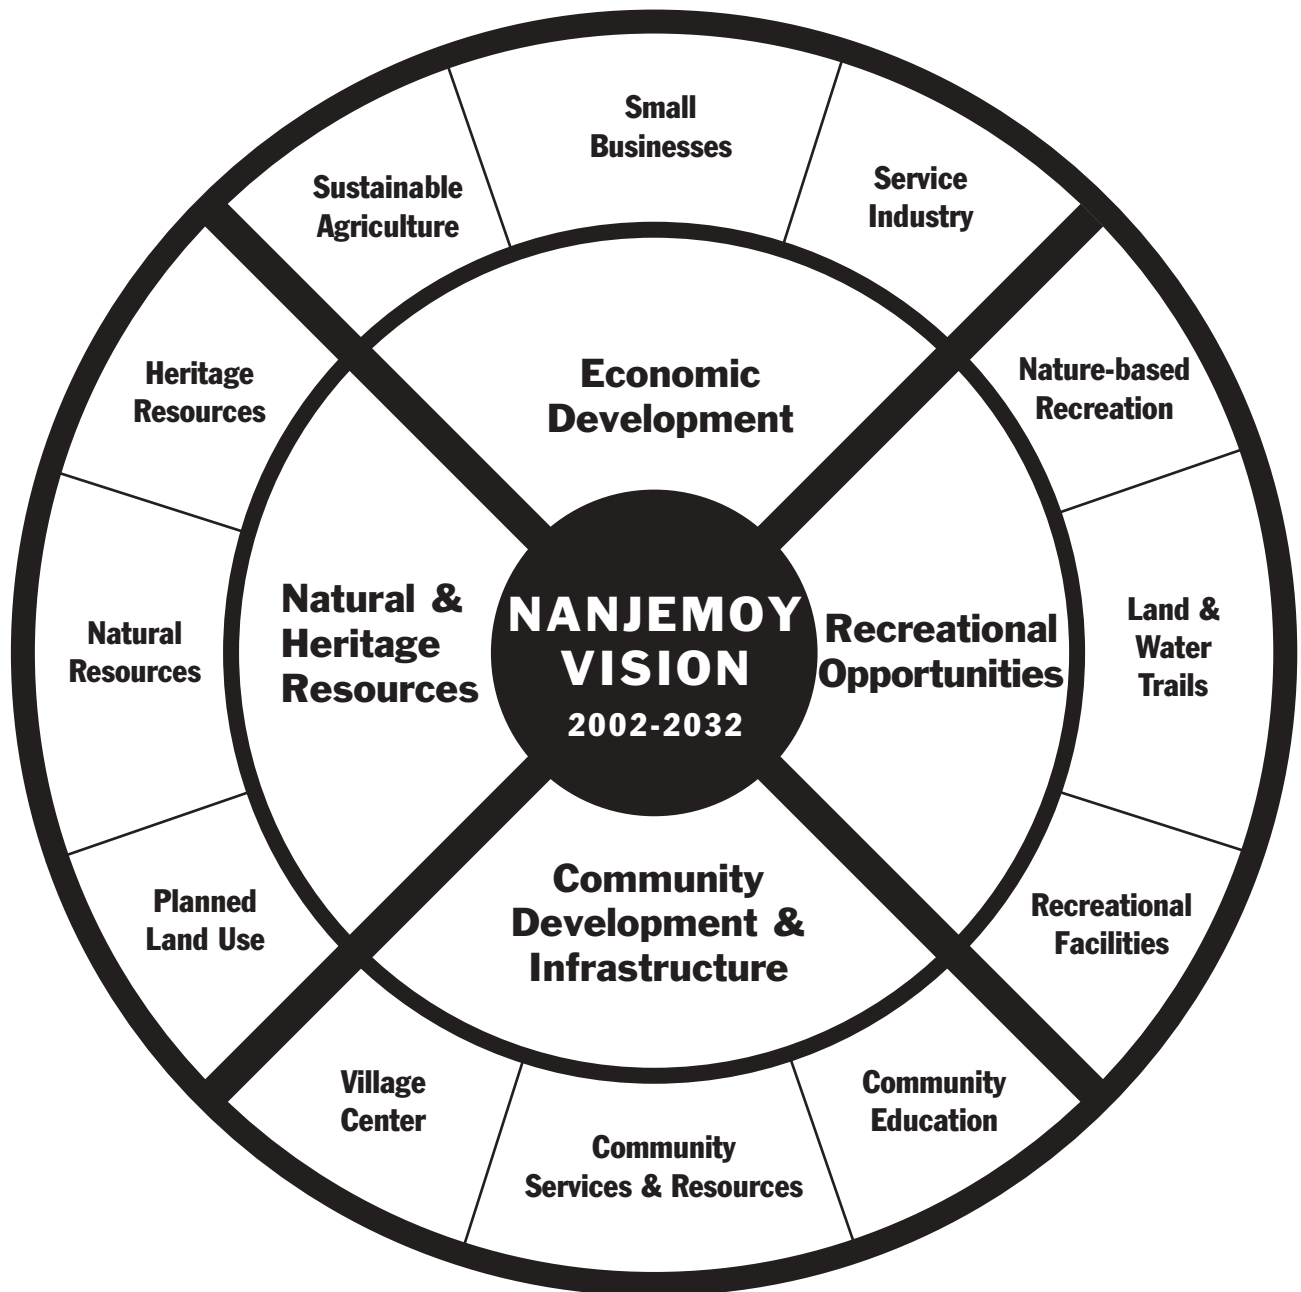 Small
Businesses
Sustainable
Agriculture
Service
Industry
Heritage
Resources
Economic
Development
Nature-based
Recreation
Natural
Resources
Natural &
Heritage
Resources
NANJEMOY
VISION
2002-2032
Recreational
Opportunities
Land &
Water
Trails
Planned
Land Use
Community
Development &
Infrastructure
Recreational
Facilities
Village
Center
Community
Services & Resources
Community
Education